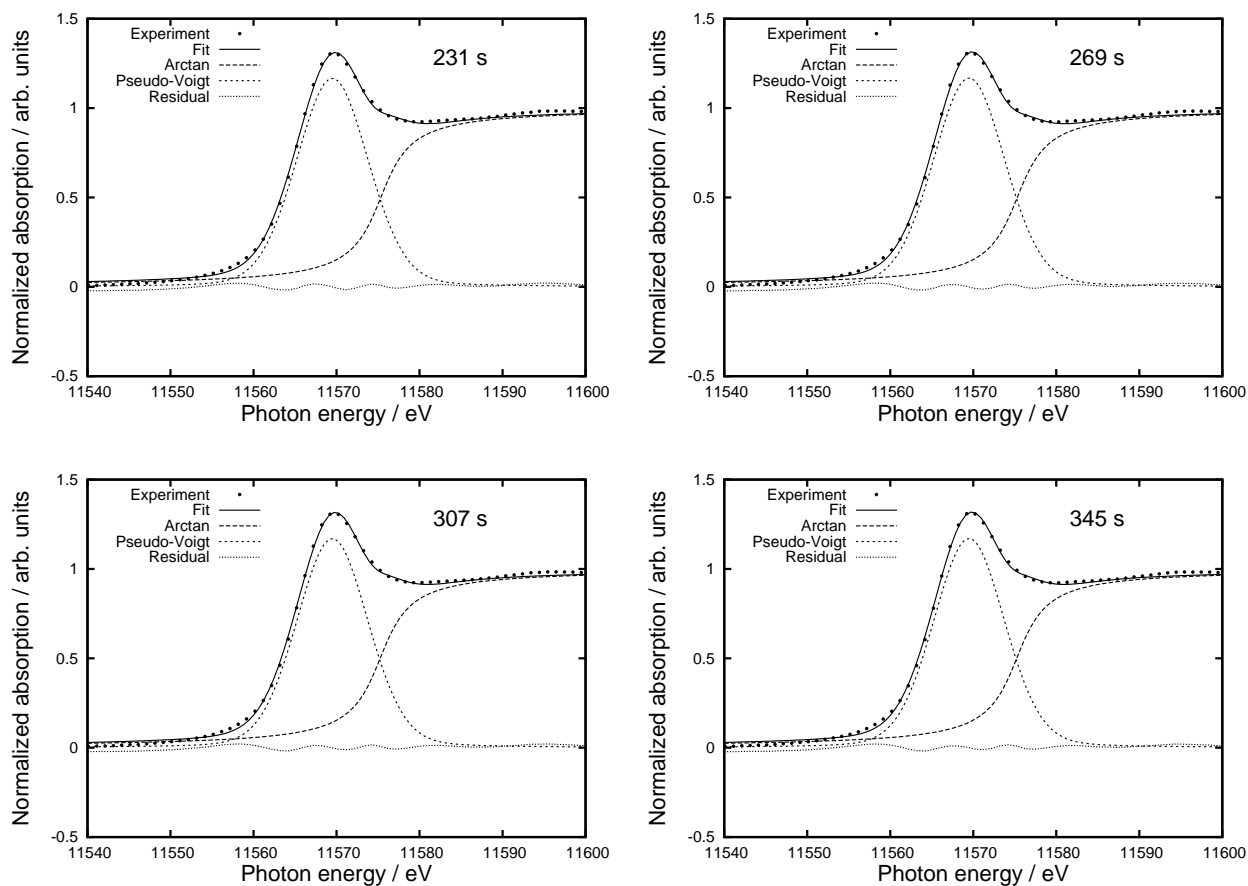 Normalized absorption / arb. units
1.5
1
0.5
0
-0.5
Experiment
Fit
Arctan
Pseudo-Voigt
Residual
231 s
11540 11550 11560 11570 11580 11590 11600
Photon energy / eV
Normalized absorption / arb. units
1.5
1
0.5
0
-0.5
Experiment
Fit
Arctan
Pseudo-Voigt
Residual
269 s
11540 11550 11560 11570 11580 11590 11600
Photon energy / eV
Normalized absorption / arb. units
1.5
1
0.5
0
-0.5
Experiment
Fit
Arctan
Pseudo-Voigt
Residual
307 s
11540 11550 11560 11570 11580 11590 11600
Photon energy / eV
Normalized absorption / arb. units
1.5
1
0.5
0
-0.5
Experiment
Fit
Arctan
Pseudo-Voigt
Residual
345 s
11540 11550 11560 11570 11580 11590 11600
Photon energy / eV